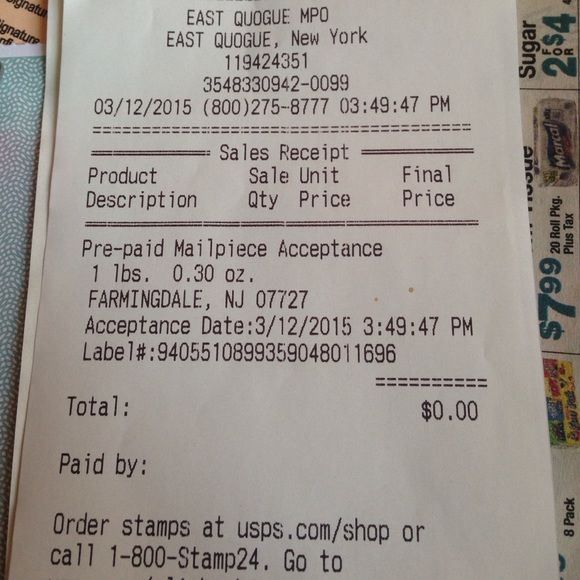 EAST QUOGUE MPO
EAST QUOGUE, New York
119424351
3548330942-0099
03/12/2015 (800)275-8777 03:49:47 PM
Sales Receipt
Product Sale Unit Final
Description Qty Price Price
Pre-paid Mailpiece Acceptance
1 lbs. 0.30 oz.
FARMINGDALE, NJ 07727
Acceptance Date:3/12/2015 3:49:47 PM
Label#:9405510899359048011696
Total: $0.00
Paid by:
Order stamps at usps.com/shop or
call 1-800-Stamp24. Go to
Sugar
2 FOR $4
Marcal
$7.99
20 Roll Pkg.
Plus Tax
8 Pack